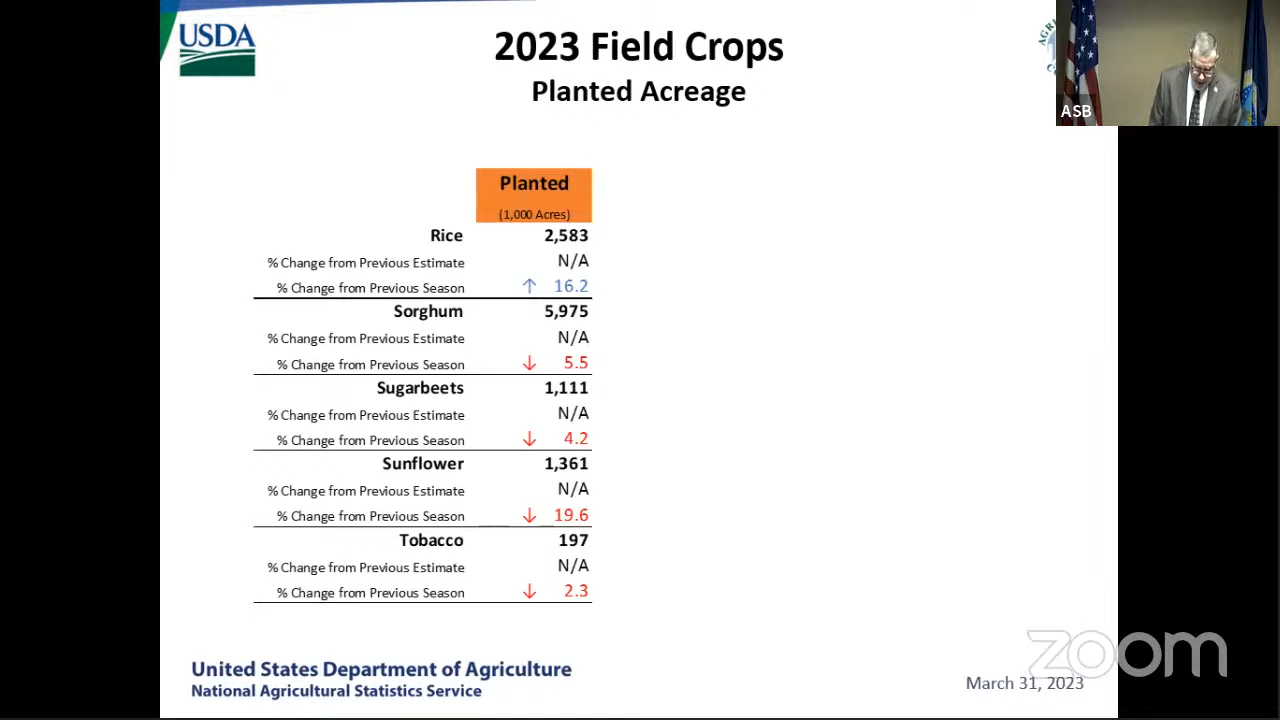 USDA
2023 Field Crops
Planted Acreage
ASB
Planted
(1,000 Acres)
Rice 2,583
% Change from Previous Estimate N/A
% Change from Previous Season ↑ 16.2
Sorghum 5,975
% Change from Previous Estimate N/A
% Change from Previous Season ↓ 5.5
Sugarbeets 1,111
% Change from Previous Estimate N/A
% Change from Previous Season ↓ 4.2
Sunflower 1,361
% Change from Previous Estimate N/A
% Change from Previous Season ↓ 19.6
Tobacco 197
% Change from Previous Estimate N/A
% Change from Previous Season ↓ 2.3
United States Department of Agriculture
National Agricultural Statistics Service
March 31, 2023
zoom